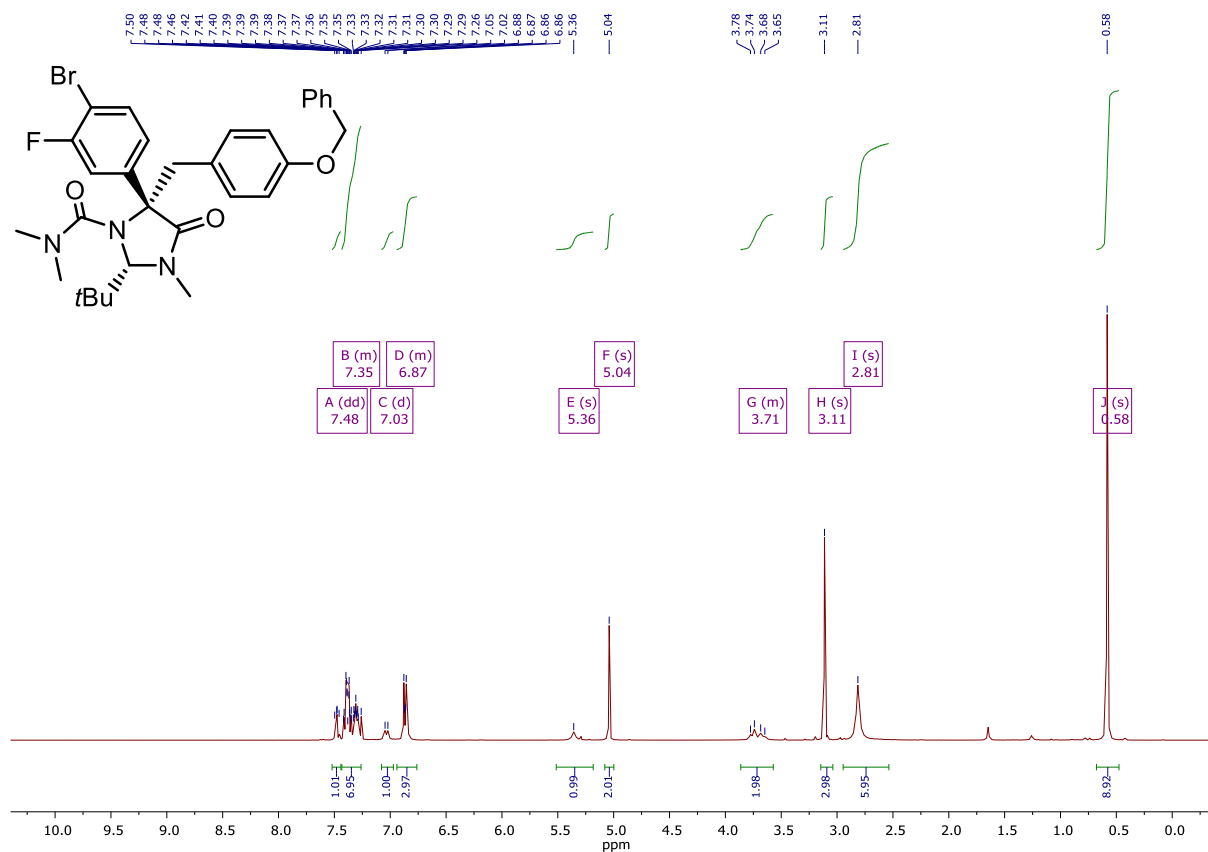 7.50
7.48
7.48
7.46
7.42
7.41
7.40
7.39
7.39
7.39
7.38
7.37
7.37
7.36
7.35
7.35
7.33
7.33
7.32
7.31
7.31
7.30
7.30
7.29
7.29
7.26
7.05
7.02
6.88
6.87
6.86
6.86
5.36
5.04
3.78
3.74
3.68
3.65
3.11
2.81
0.58
Br
F
O
N
N
tBu
N
O
O
Ph
B (m)
7.35
D (m)
6.87
F (s)
5.04
I (s)
2.81
A (dd)
7.48
C (d)
7.03
E (s)
5.36
G (m)
3.71
H (s)
3.11
J (s)
0.58
1.01
6.95
1.00
2.97
0.99
2.01
1.98
2.98
5.95
8.92
10.0 9.5 9.0 8.5 8.0 7.5 7.0 6.5 6.0 5.5 5.0 4.5 4.0 3.5 3.0 2.5 2.0 1.5 1.0 0.5 0.0
ppm